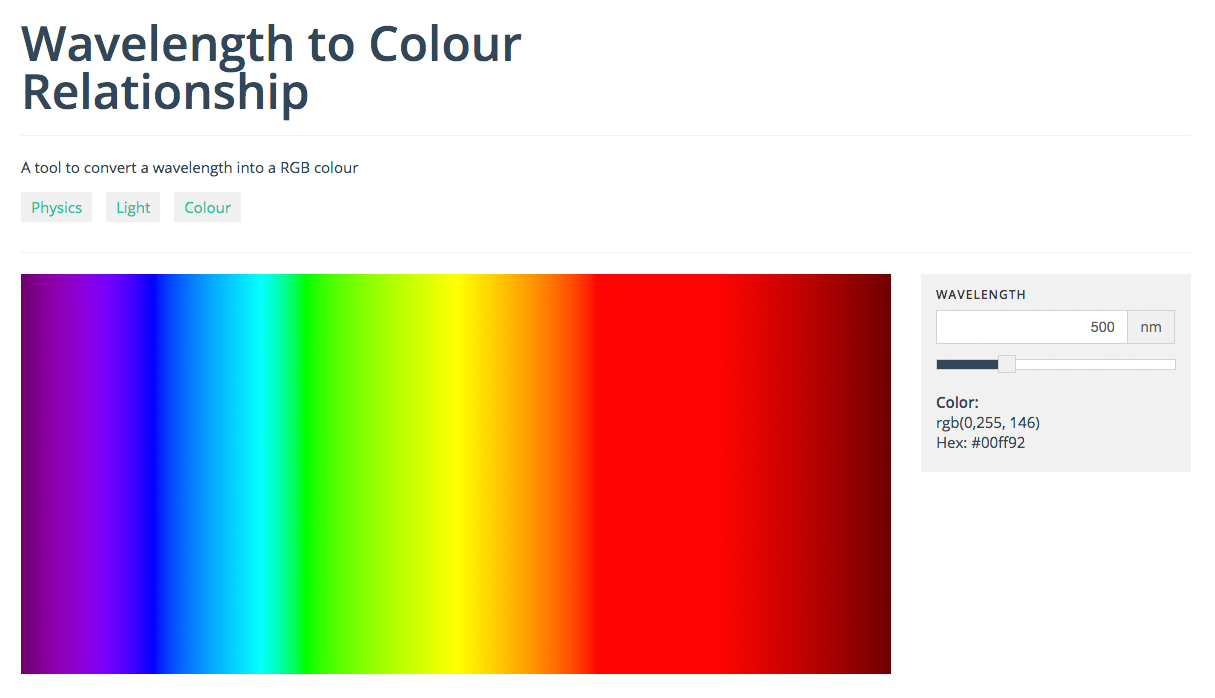 Wavelength to Colour
Relationship
A tool to convert a wavelength into a RGB colour
Physics Light Colour
WAVELENGTH
500 nm
Color:
rgb(0,255, 146)
Hex: #00ff92